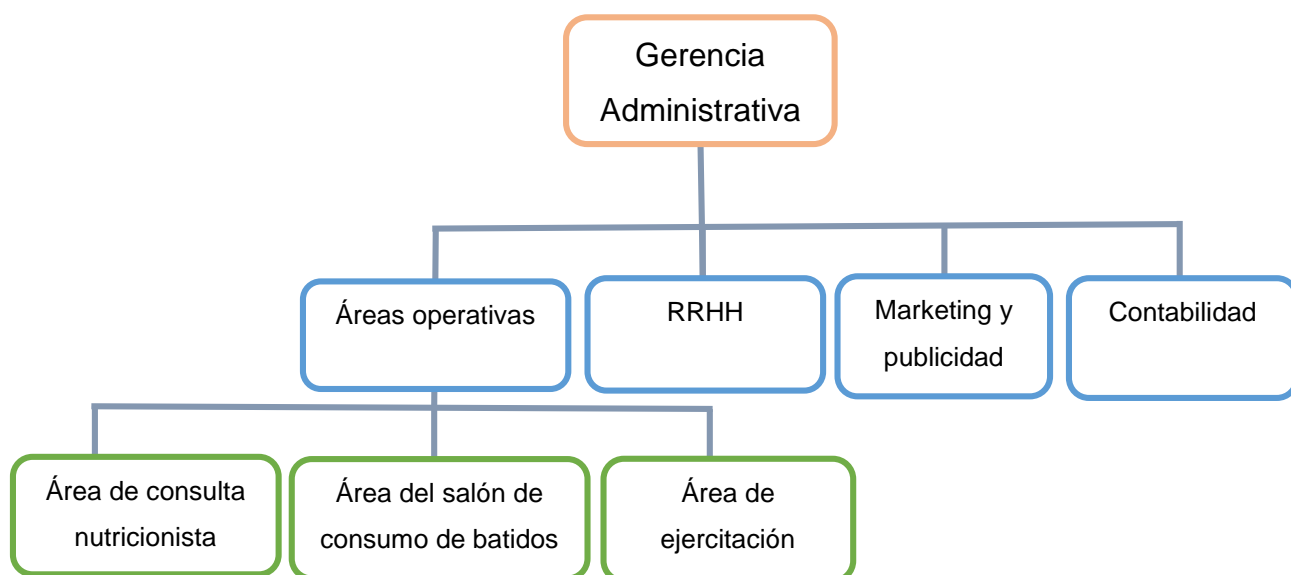 Gerencia
Administrativa
Áreas operativas
RRHH
Marketing y
publicidad
Contabilidad
Área de consulta
nutricionista
Área del salón de
consumo de batidos
Área de
ejercitación